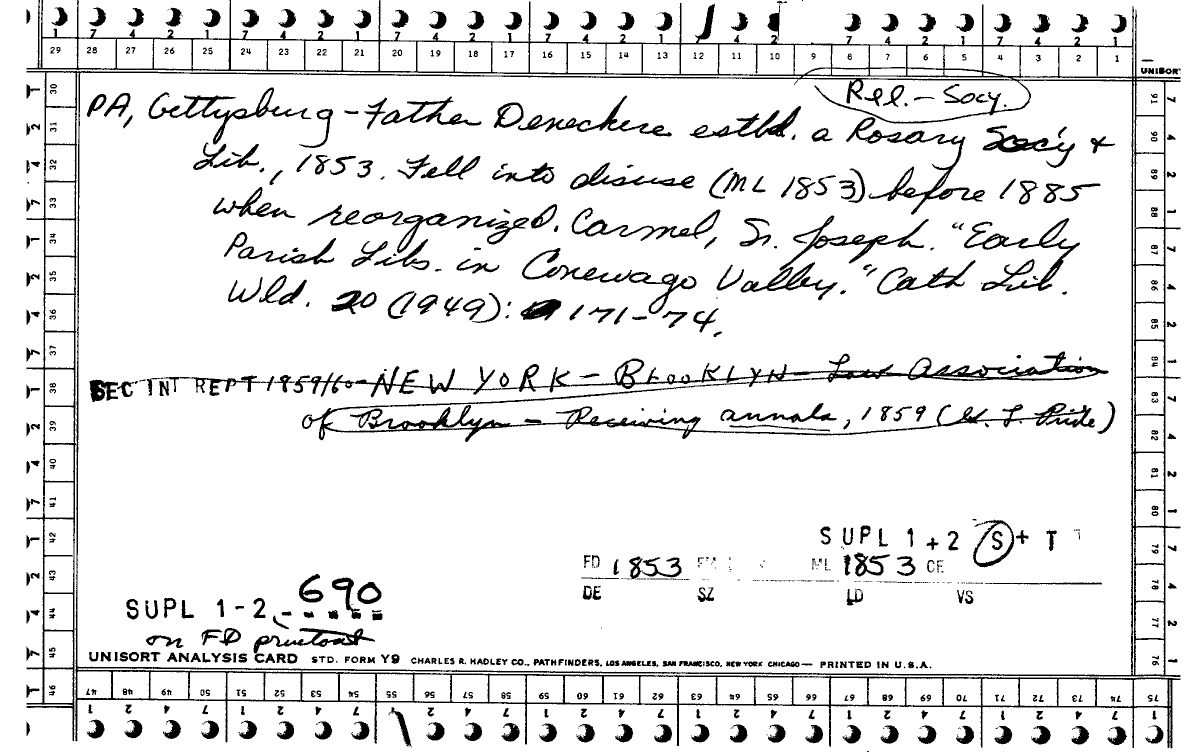 7 4 2 1 7 4 2 1 7 4 2 1 7 4 2 1 7 4 2 7 4 2 1 7 4 2 1
29 28 27 26 25 24 23 22 21 20 19 18 17 16 15 14 13 12 11 10 9 8 7 6 5 4 3 2 1
UNISORT
Rel.-Socy.
PA, Gettysburg - Father Deneckere estbd. a Rosary Socy &
Lib., 1853. Fell into disuse (ML 1853) before 1885
when reorganized. Carmel, Sr. Joseph. "Early
Parish Libs. in Conewago Valley." Cath Lib.
Wld. 20 (1949): 171-74.
SEC INT REPT 1859/60-NEW YORK - BROOKLYN - Law Association
of Brooklyn - Receiving annals, 1859 (W. L. Pride)
SUPL 1+2 S + T
FD 1853 ML 1853 CE
DE SZ LD VS
SUPL 1-2 - 690
on FD printout
UNISORT ANALYSIS CARD STD. FORM Y9 CHARLES R. HADLEY CO., PATHFINDERS, LOS ANGELES, SAN FRANCISCO, NEW YORK CHICAGO — PRINTED IN U.S.A.
30 31 32 33 34 35 36 37 38 39 40 41 42 43 44 45 46
91 90 89 88 87 86 85 84 83 82 81 80 79 78 77 76 75
47 48 49 50 51 52 53 54 55 56 57 58 59 60 61 62 63 64 65 66 67 68 69 70 71 72 73 74 75
1 2 4 7 1 2 4 7 2 4 7 1 2 4 7 1 2 4 7 1 2 4 7 1 2 4 7 1